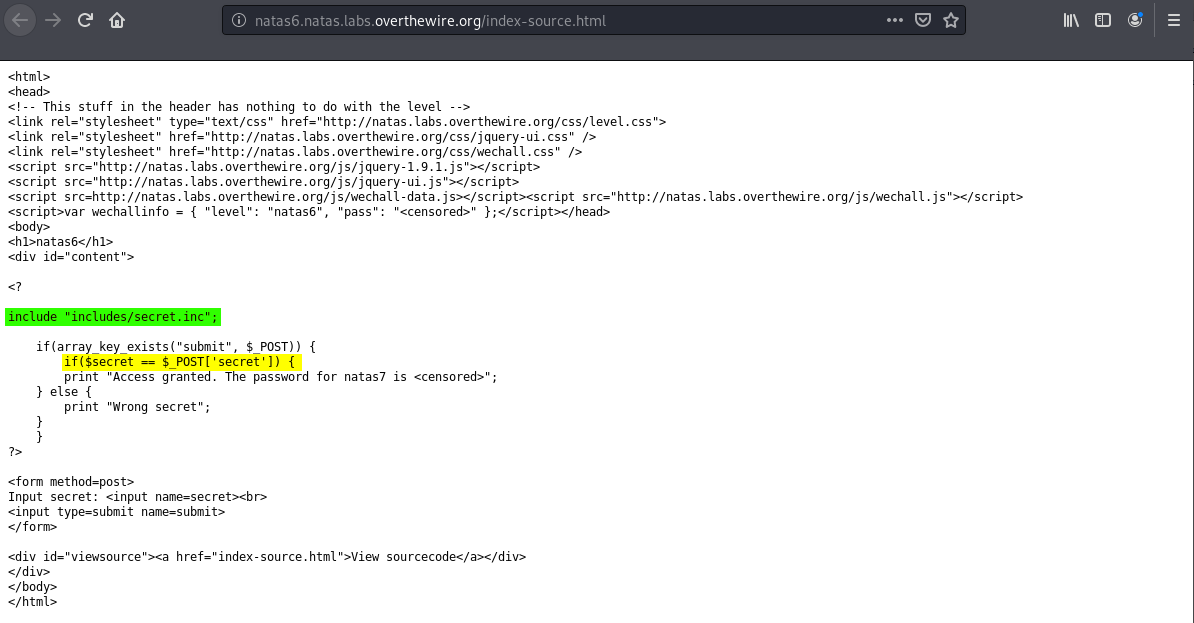 natas6.natas.labs.overthewire.org/index-source.html
<html>
<head>
<!-- This stuff in the header has nothing to do with the level -->
<link rel="stylesheet" type="text/css" href="http://natas.labs.overthewire.org/css/level.css">
<link rel="stylesheet" href="http://natas.labs.overthewire.org/css/jquery-ui.css" />
<link rel="stylesheet" href="http://natas.labs.overthewire.org/css/wechall.css" />
<script src="http://natas.labs.overthewire.org/js/jquery-1.9.1.js"></script>
<script src="http://natas.labs.overthewire.org/js/jquery-ui.js"></script>
<script src=http://natas.labs.overthewire.org/js/wechall-data.js></script><script src="http://natas.labs.overthewire.org/js/wechall.js"></script>
<script>var wechallinfo = { "level": "natas6", "pass": "<censored>" };</script></head>
<body>
<h1>natas6</h1>
<div id="content">
<?
include "includes/secret.inc";
    if(array_key_exists("submit", $_POST)) {
        if($secret == $_POST['secret']) {
        print "Access granted. The password for natas7 is <censored>";
    } else {
        print "Wrong secret";
    }
    }
?>
<form method=post>
Input secret: <input name=secret><br>
<input type=submit name=submit>
</form>
<div id="viewsource"><a href="index-source.html">View sourcecode</a></div>
</div>
</body>
</html>